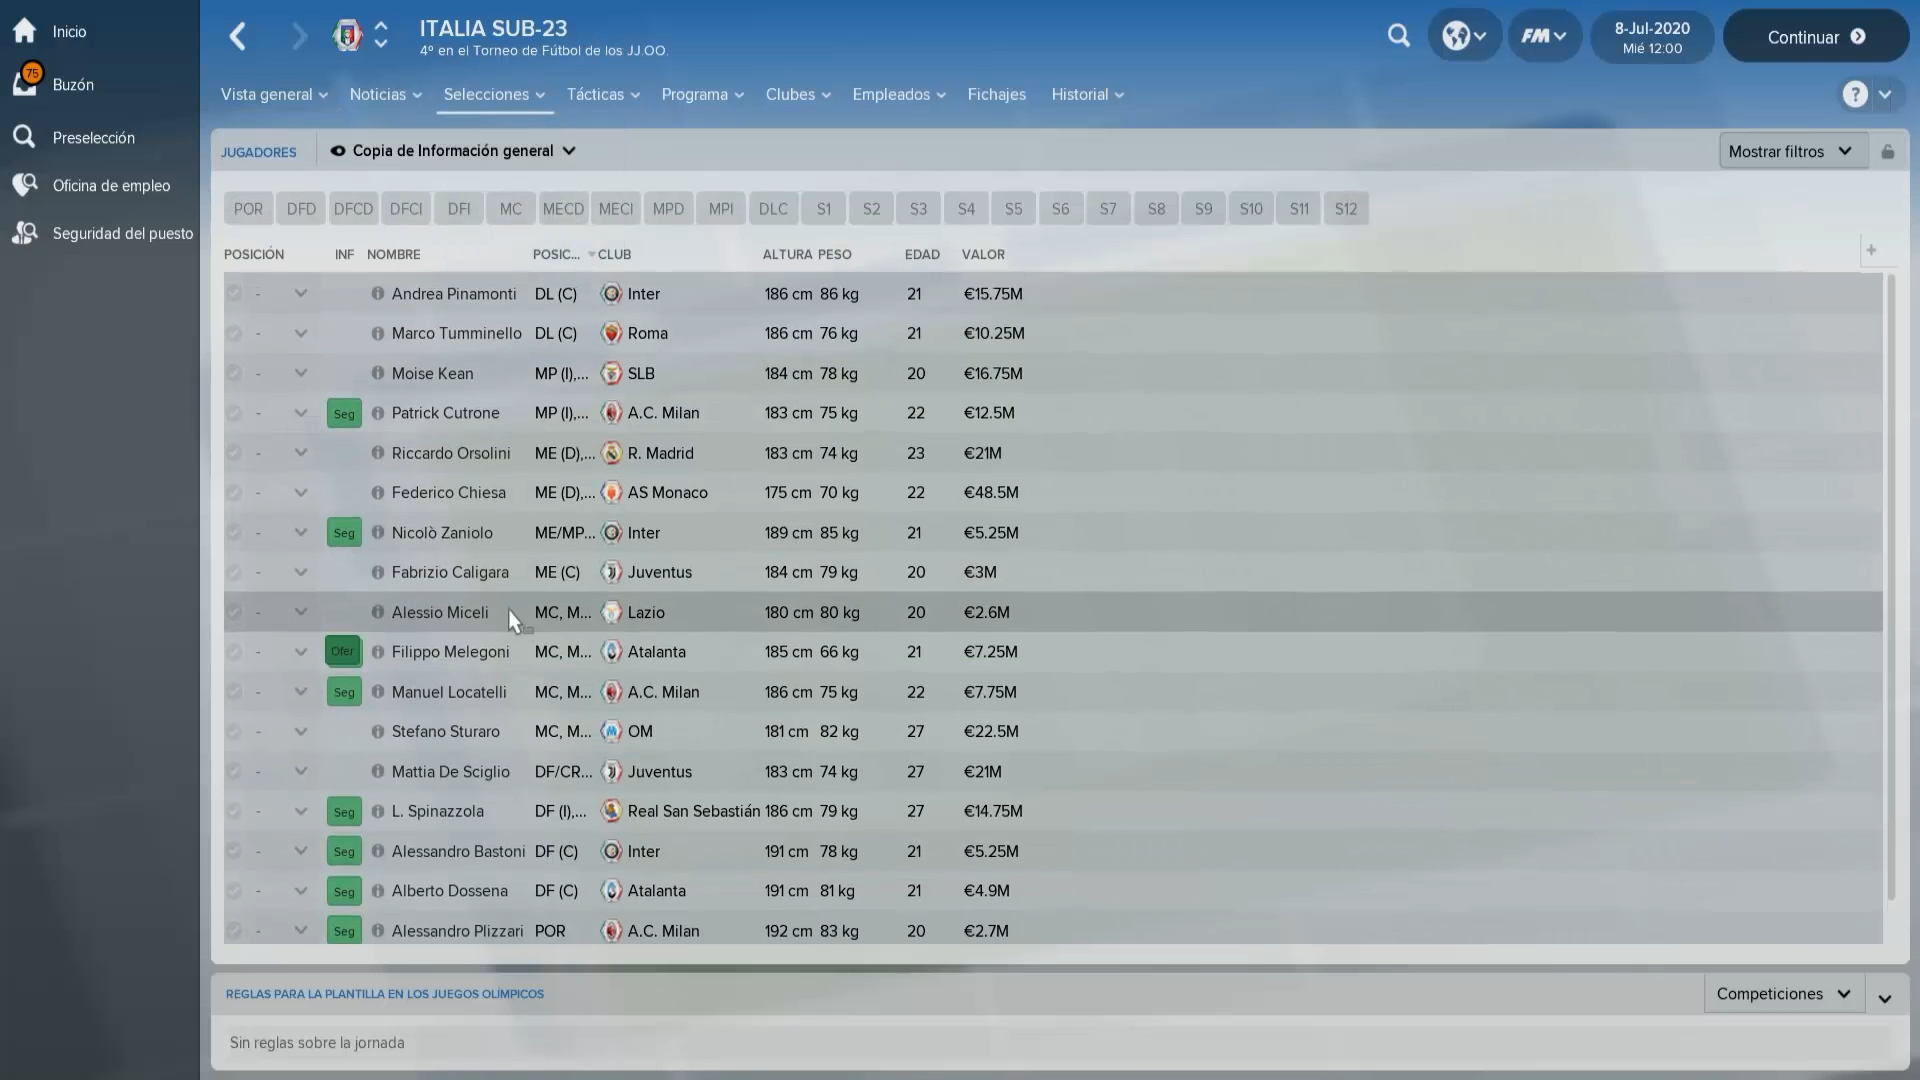 Inicio
75
Buzón
Preselección
Oficina de empleo
Seguridad del puesto
ITALIA SUB-23
4º en el Torneo de Fútbol de los JJ.OO.
FM
8-Jul-2020
Mié 12:00
Continuar
Vista general Noticias Selecciones Tácticas Programa Clubes Empleados Fichajes Historial ?
JUGADORES Copia de Información general Mostrar filtros
POR DFD DFCD DFCI DFI MC MECD MECI MPD MPI DLC S1 S2 S3 S4 S5 S6 S7 S8 S9 S10 S11 S12
POSICIÓN INF NOMBRE POSIC... CLUB ALTURA PESO EDAD VALOR +
- Andrea Pinamonti DL (C) Inter 186 cm 86 kg 21 €15.75M
- Marco Tumminello DL (C) Roma 186 cm 76 kg 21 €10.25M
- Moise Kean MP (I),... SLB 184 cm 78 kg 20 €16.75M
- Seg Patrick Cutrone MP (I),... A.C. Milan 183 cm 75 kg 22 €12.5M
- Riccardo Orsolini ME (D),... R. Madrid 183 cm 74 kg 23 €21M
- Federico Chiesa ME (D),... AS Monaco 175 cm 70 kg 22 €48.5M
- Seg Nicolò Zaniolo ME/MP... Inter 189 cm 85 kg 21 €5.25M
- Fabrizio Caligara ME (C) Juventus 184 cm 79 kg 20 €3M
- Alessio Miceli MC, M... Lazio 180 cm 80 kg 20 €2.6M
- Ofer Filippo Melegoni MC, M... Atalanta 185 cm 66 kg 21 €7.25M
- Seg Manuel Locatelli MC, M... A.C. Milan 186 cm 75 kg 22 €7.75M
- Stefano Sturaro MC, M... OM 181 cm 82 kg 27 €22.5M
- Mattia De Sciglio DF/CR... Juventus 183 cm 74 kg 27 €21M
- Seg L. Spinazzola DF (I),... Real San Sebastián 186 cm 79 kg 27 €14.75M
- Seg Alessandro Bastoni DF (C) Inter 191 cm 78 kg 21 €5.25M
- Seg Alberto Dossena DF (C) Atalanta 191 cm 81 kg 21 €4.9M
- Seg Alessandro Plizzari POR A.C. Milan 192 cm 83 kg 20 €2.7M
REGLAS PARA LA PLANTILLA EN LOS JUEGOS OLÍMPICOS Competiciones
Sin reglas sobre la jornada